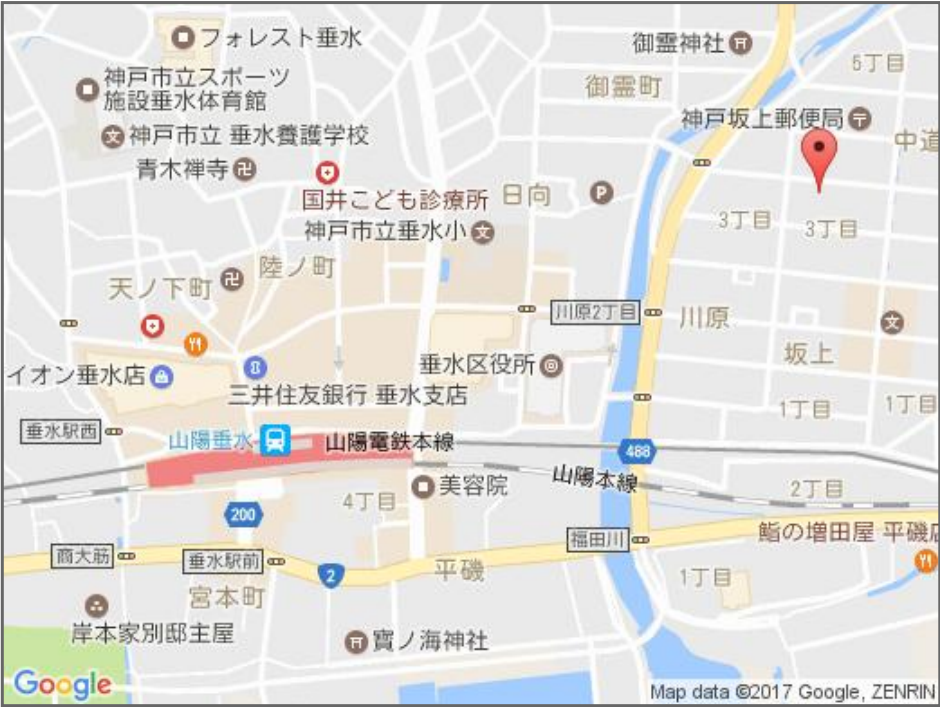 フォレスト垂水
御霊神社
5丁目
神戸市立スポーツ
施設垂水体育館
御霊町
神戸坂上郵便局
神戸市立 垂水養護学校
中道
青木禅寺
国井こども診療所
日向
P
3丁目
3丁目
神戸市立垂水小
陸ノ町
天ノ下町
川原2丁目
川原
坂上
垂水区役所
イオン垂水店
三井住友銀行 垂水支店
1丁目
1丁目
垂水駅西
山陽垂水
山陽電鉄本線
488
山陽本線
美容院
4丁目
2丁目
200
鮨の増田屋 平磯店
福田川
商大筋
垂水駅前
2
平磯
1丁目
宮本町
岸本家別邸主屋
寳ノ海神社
Google
Map data ©2017 Google, ZENRIN